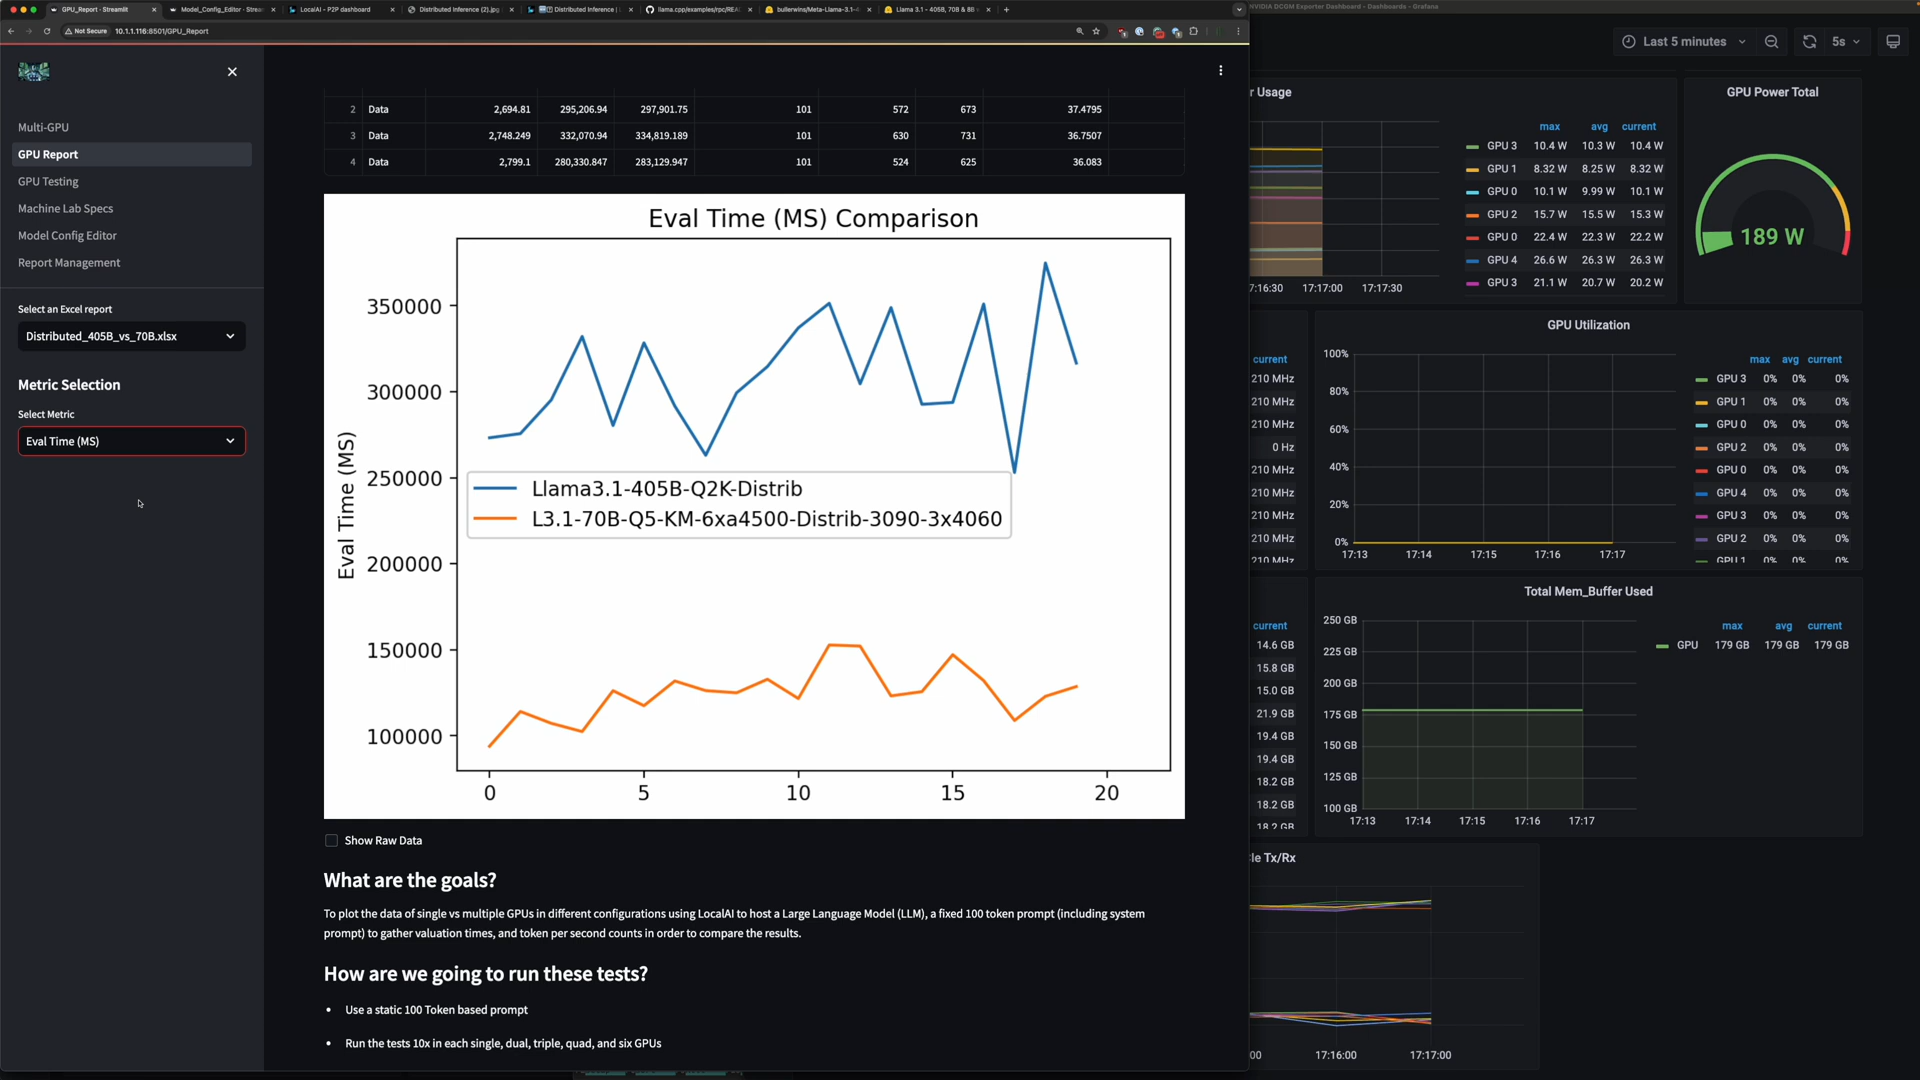 GPU_Report - Streamlit
Model_Config_Editor - Stream
LocalAI - P2P dashboard
Distributed Inference (2).jpg
Distributed Inference |
llama.cpp/examples/rpc/REA
bullerwins/Meta-Llama-3.1-4
Llama 3.1 - 405B, 70B & 8B
NVIDIA DCGM Exporter Dashboard - Dashboards - Grafana
Not Secure 10.1.1.116:8501/GPU_Report
Last 5 minutes
5s
Multi-GPU
GPU Report
GPU Testing
Machine Lab Specs
Model Config Editor
Report Management
Select an Excel report
Distributed_405B_vs_70B.xlsx
Metric Selection
Select Metric
Eval Time (MS)
2 Data 2,694.81 295,206.94 297,901.75 101 572 673 37.4795
3 Data 2,748.249 332,070.94 334,819.189 101 630 731 36.7507
4 Data 2,799.1 280,330.847 283,129.947 101 524 625 36.083
Eval Time (MS) Comparison
350000
300000
250000
200000
150000
100000
Eval Time (MS)
Llama3.1-405B-Q2K-Distrib
L3.1-70B-Q5-KM-6xa4500-Distrib-3090-3x4060
0 5 10 15 20
Show Raw Data
What are the goals?
To plot the data of single vs multiple GPUs in different configurations using LocalAI to host a Large Language Model (LLM), a fixed 100 token prompt (including system
prompt) to gather valuation times, and token per second counts in order to compare the results.
How are we going to run these tests?
• Use a static 100 Token based prompt
• Run the tests 10x in each single, dual, triple, quad, and six GPUs
r Usage
max avg current
GPU 3 10.4 W 10.3 W 10.4 W
GPU 1 8.32 W 8.25 W 8.32 W
GPU 0 10.1 W 9.99 W 10.1 W
GPU 2 15.7 W 15.5 W 15.3 W
GPU 0 22.4 W 22.3 W 22.2 W
GPU 4 26.6 W 26.3 W 26.3 W
GPU 3 21.1 W 20.7 W 20.2 W
7:16:30 17:17:00 17:17:30
GPU Power Total
189 W
current
210 MHz
210 MHz
210 MHz
0 Hz
210 MHz
210 MHz
210 MHz
210 MHz
210 MHz
GPU Utilization
100%
80%
60%
40%
20%
0%
17:13 17:14 17:15 17:16 17:17
max avg current
GPU 3 0% 0% 0%
GPU 1 0% 0% 0%
GPU 0 0% 0% 0%
GPU 2 0% 0% 0%
GPU 0 0% 0% 0%
GPU 4 0% 0% 0%
GPU 3 0% 0% 0%
GPU 2 0% 0% 0%
GPU 1 0% 0% 0%
current
14.6 GB
15.8 GB
15.0 GB
21.9 GB
19.4 GB
19.4 GB
18.2 GB
18.2 GB
18.2 GB
Total Mem_Buffer Used
250 GB
225 GB
200 GB
175 GB
150 GB
125 GB
100 GB
17:13 17:14 17:15 17:16 17:17
max avg current
GPU 179 GB 179 GB 179 GB
Ie Tx/Rx
00 17:16:00 17:17:00